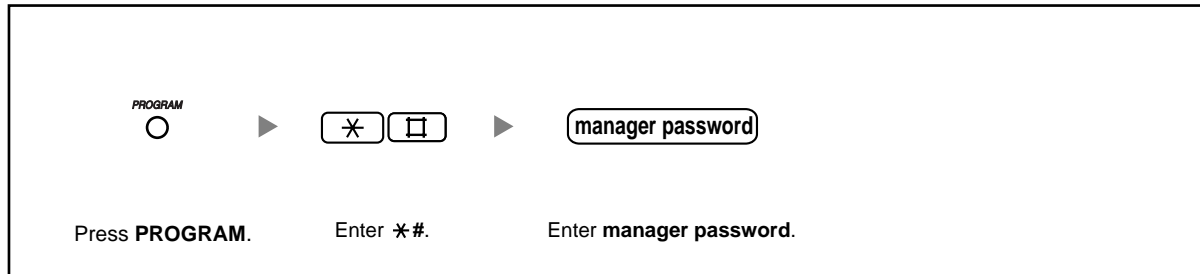 PROGRAM
manager password
Press PROGRAM.
Enter *#.
Enter manager password.